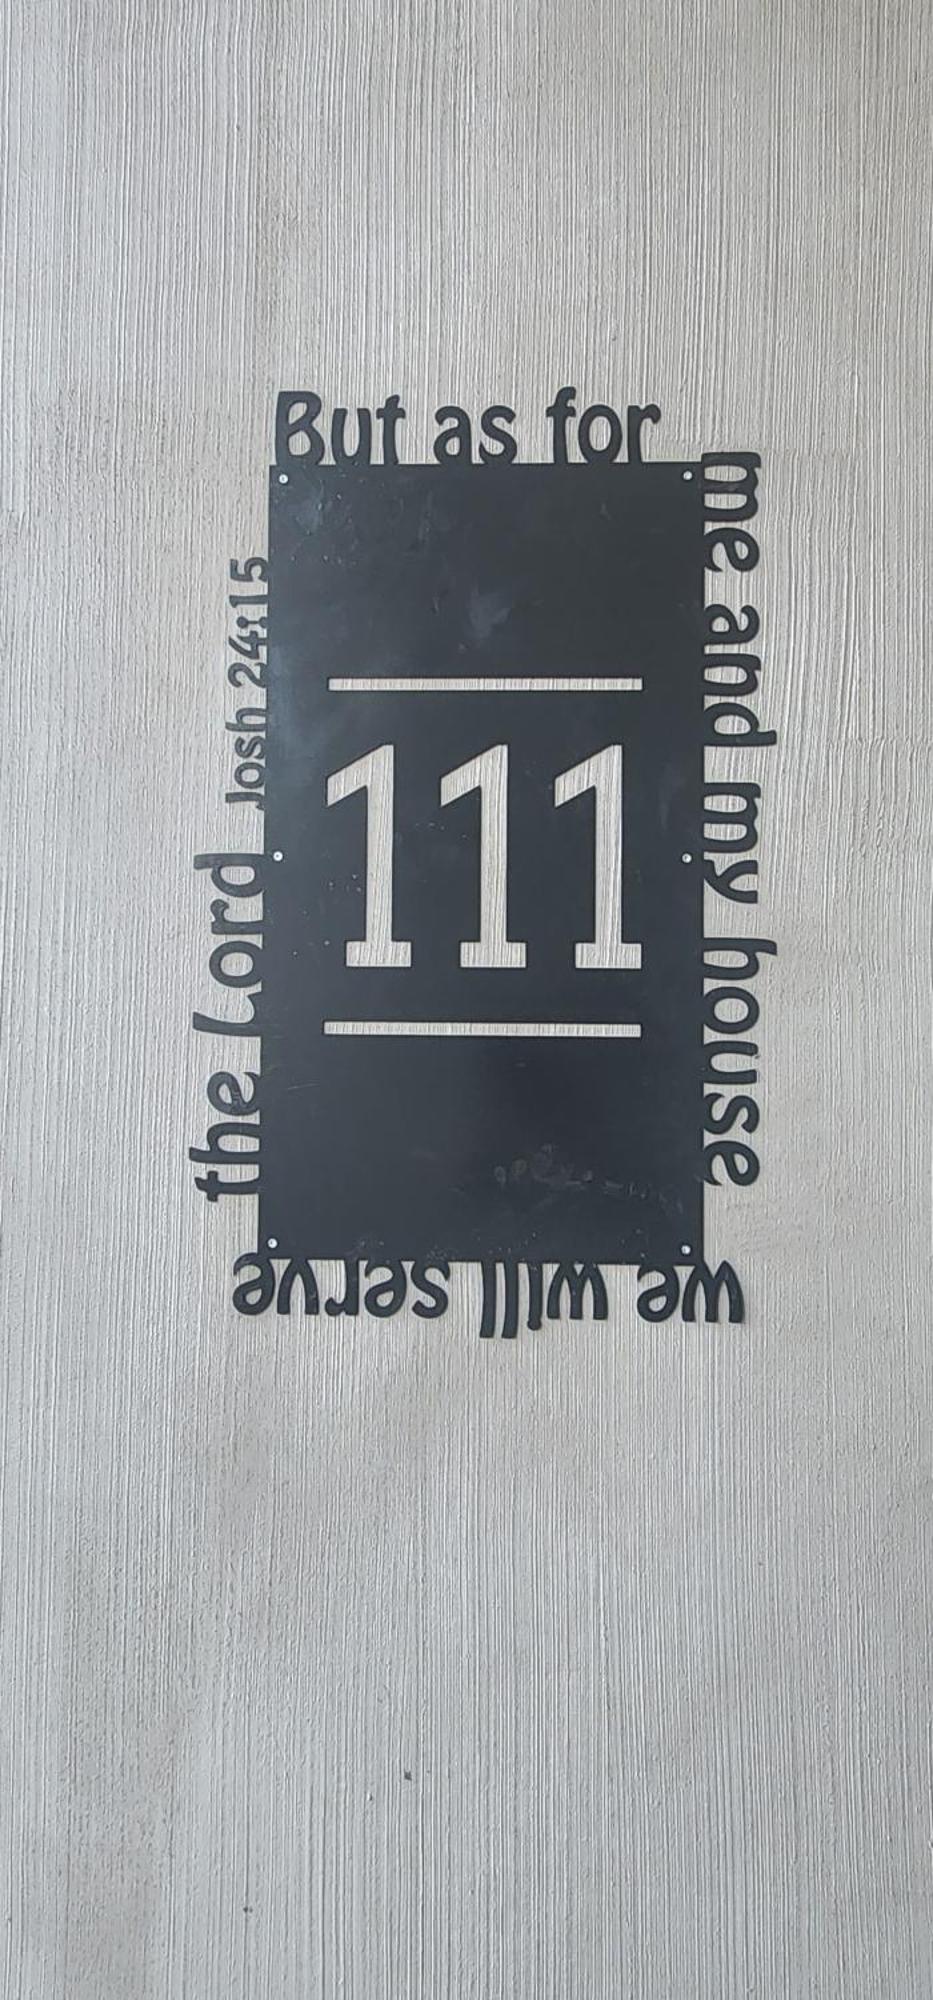 But as for
me and my house
we will serve
the Lord Josh 24:15
111